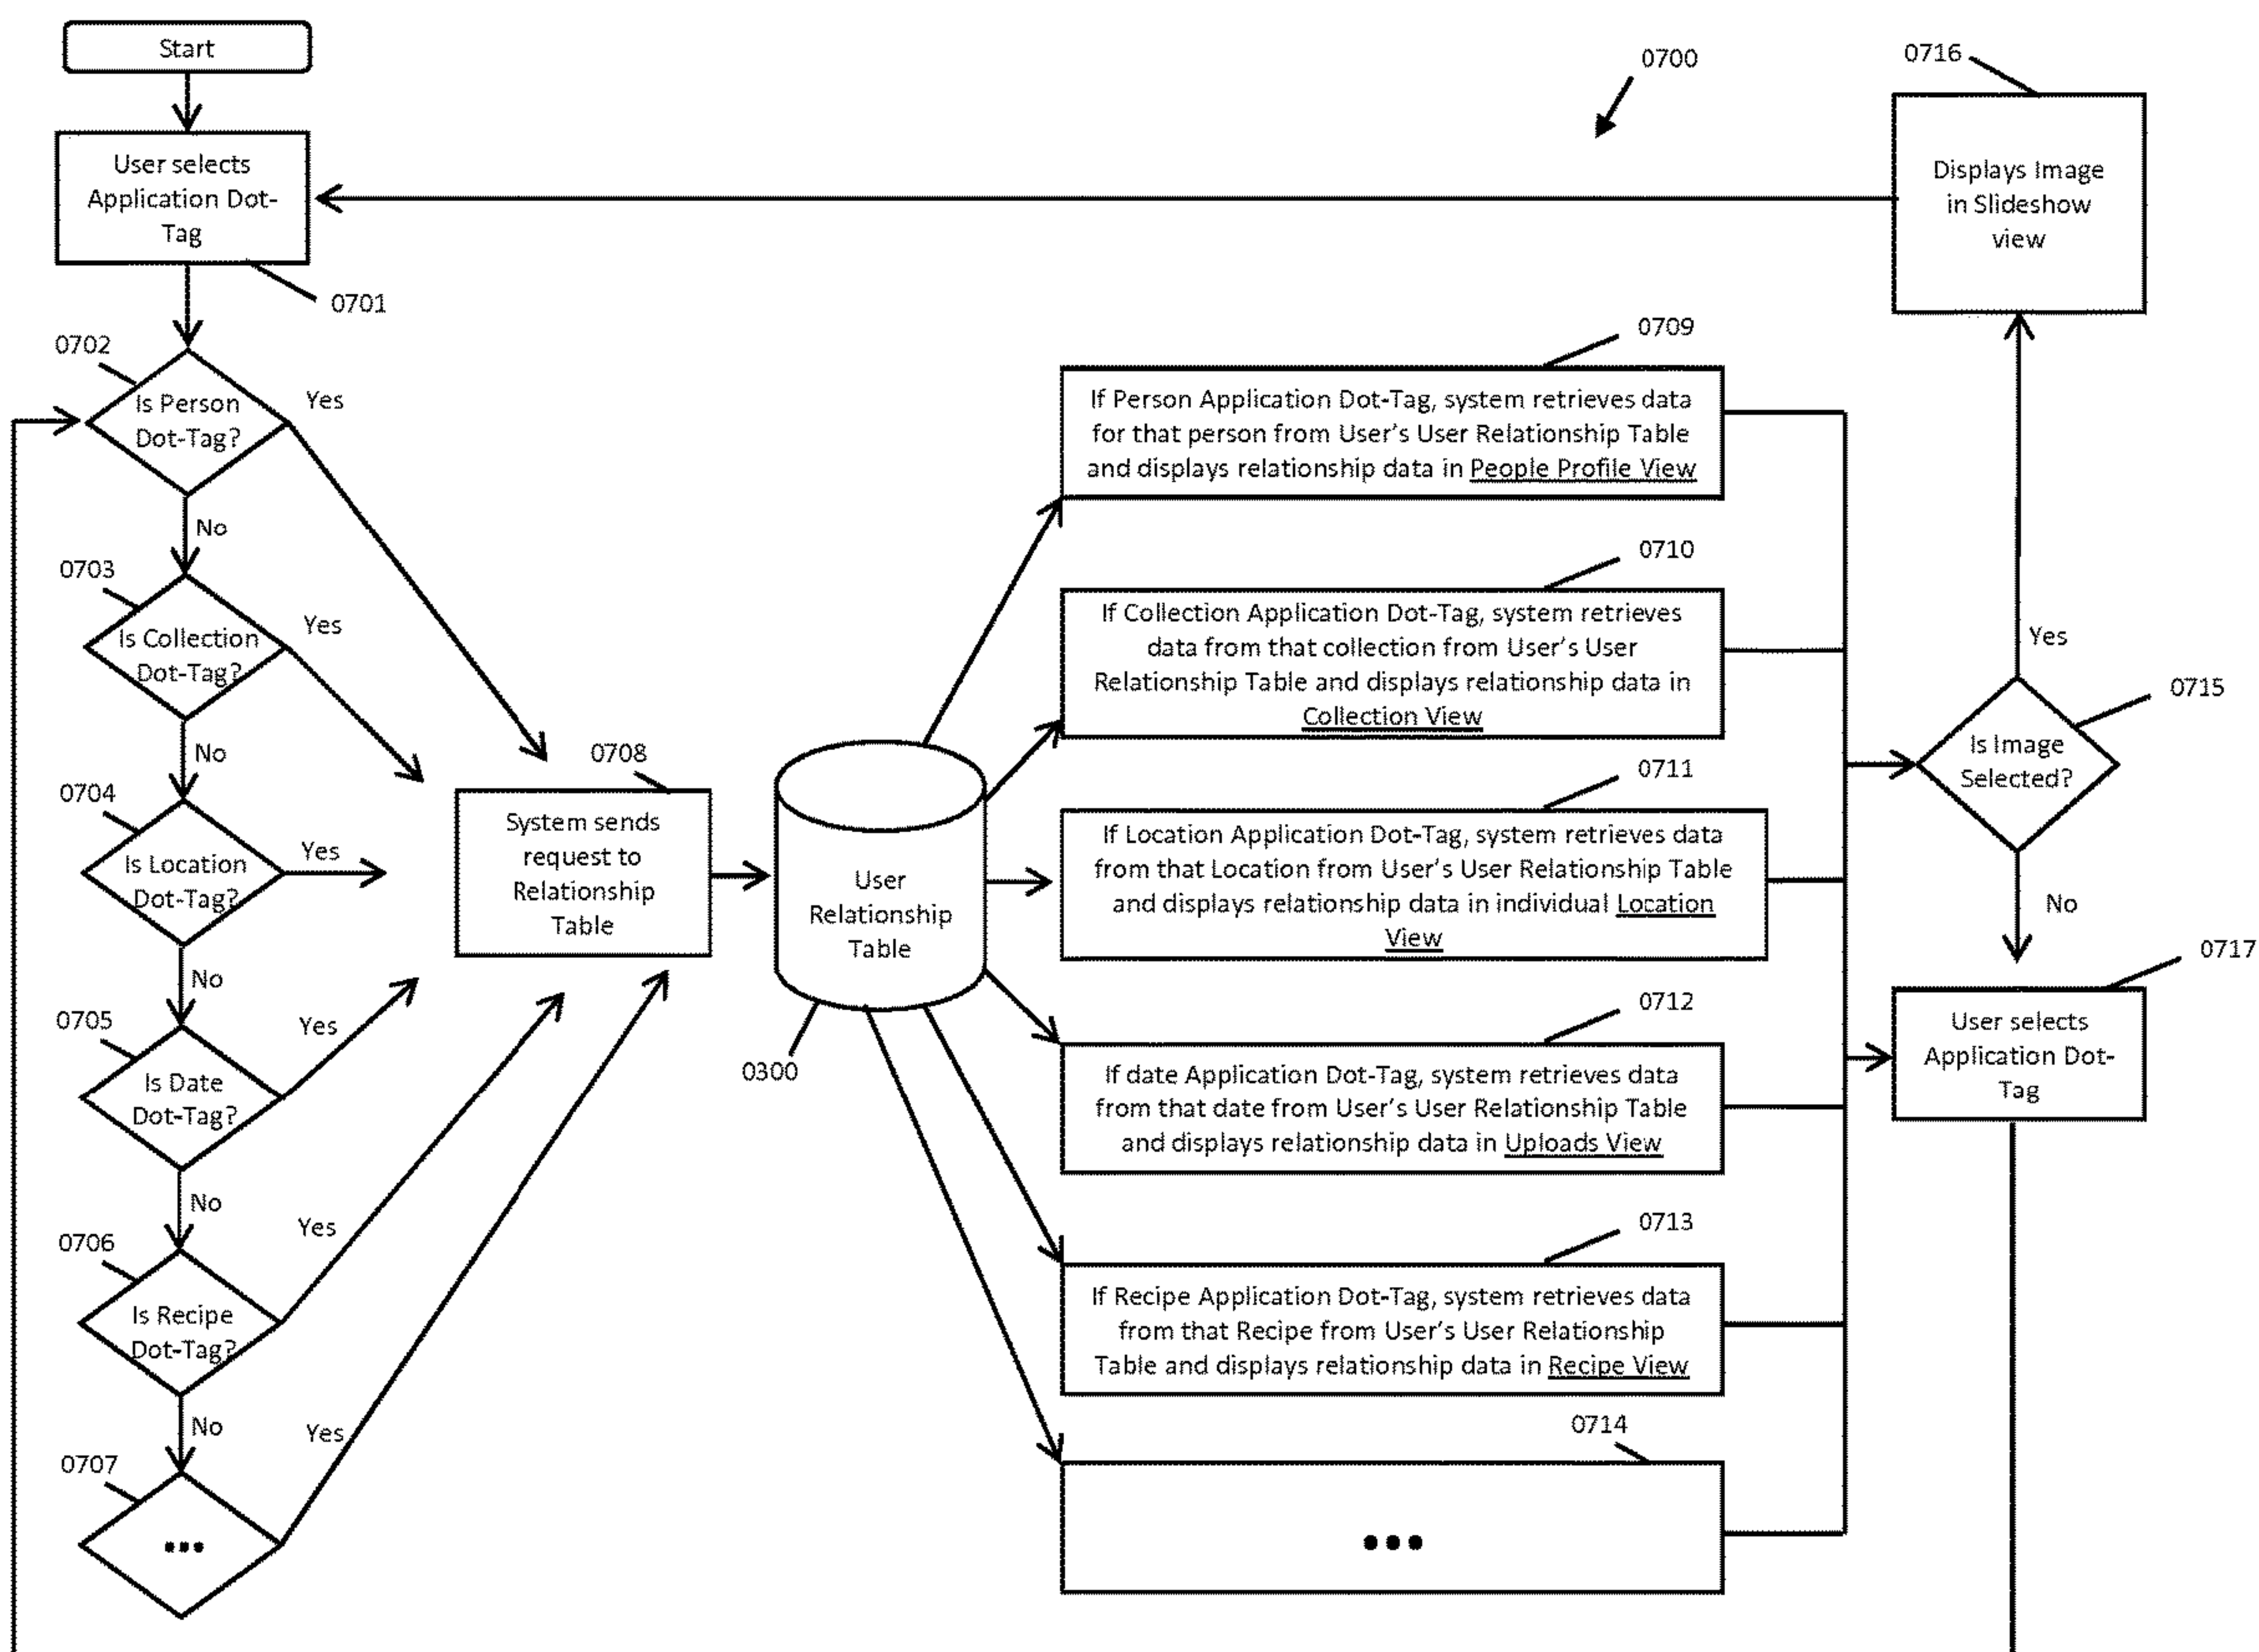 Start
0700
0716
User selects
Application Dot-
Tag
0701
Displays Image
in Slideshow
view
0702
Is Person
Dot-Tag?
Yes
No
0703
Is Collection
Dot-Tag?
Yes
No
0704
Is Location
Dot-Tag?
Yes
No
0705
Is Date
Dot-Tag?
Yes
No
0706
Is Recipe
Dot-Tag?
Yes
No
0707
...
Yes
0708
System sends
request to
Relationship
Table
User
Relationship
Table
0300
0709
If Person Application Dot-Tag, system retrieves data
for that person from User's User Relationship Table
and displays relationship data in People Profile View
0710
If Collection Application Dot-Tag, system retrieves
data from that collection from User's User
Relationship Table and displays relationship data in
Collection View
0711
If Location Application Dot-Tag, system retrieves data
from that Location from User's User Relationship Table
and displays relationship data in individual Location
View
0712
If date Application Dot-Tag, system retrieves data
from that date from User's User Relationship Table
and displays relationship data in Uploads View
0713
If Recipe Application Dot-Tag, system retrieves data
from that Recipe from User's User Relationship
Table and displays relationship data in Recipe View
0714
...
Yes
0715
Is Image
Selected?
No
0717
User selects
Application Dot-
Tag